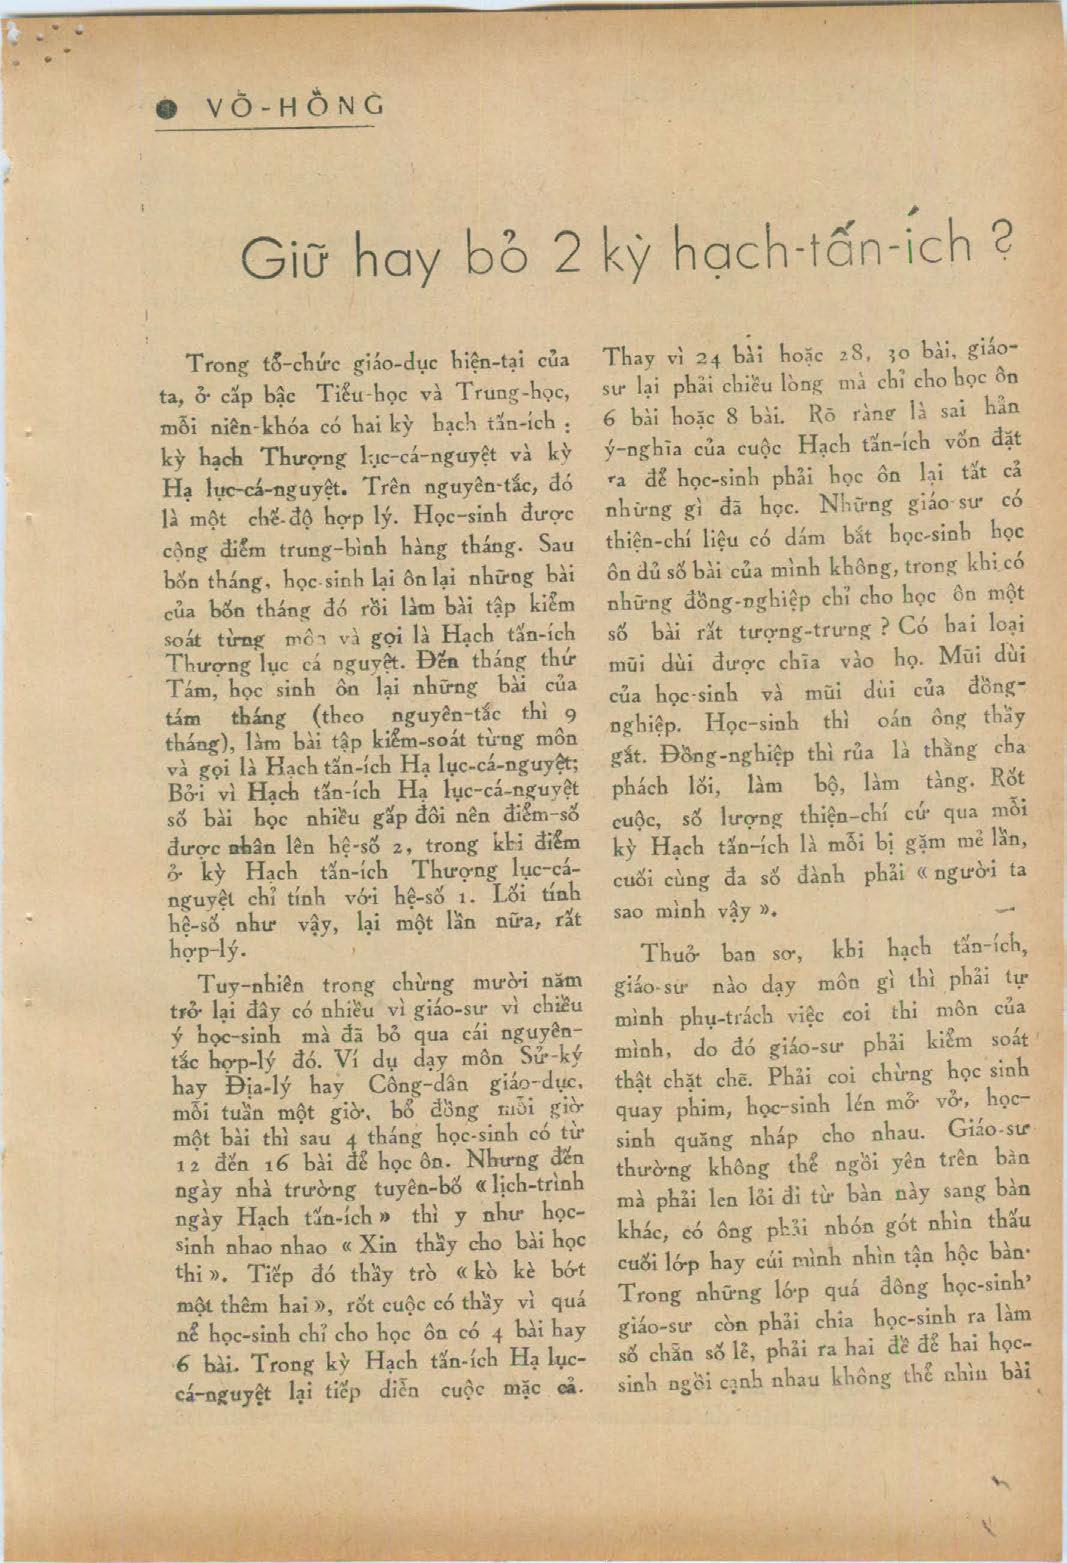 VÕ-HỒNG
Giữ hay bỏ 2 kỳ hạch-tấn-ích ?
Trong tổ-chức giáo-dục hiện-tại của
ta, ở cấp bậc Tiểu-học và Trung-học,
mỗi niên-khóa có hai kỳ hạch tấn-ích :
kỳ hạch Thượng lục-cá-nguyệt và kỳ
Hạ lục-cá-nguyệt. Trên nguyên-tắc, đó
là một chế-độ hợp lý. Học-sinh được
cộng điểm trung-bình hàng tháng. Sau
bốn tháng, học-sinh lại ôn lại những bài
của bốn tháng đó rồi làm bài tập kiểm
soát từng môn và gọi là Hạch tấn-ích
Thượng lục cá nguyệt. Đến tháng thứ
Tám, học sinh ôn lại những bài của
tám tháng (theo nguyên-tắc thì 9
tháng), làm bài tập kiểm-soát từng môn
và gọi là Hạch tấn-ích Hạ lục-cá-nguyệt;
Bởi vì Hạch tấn-ích Hạ lục-cá-nguyệt
số bài học nhiều gấp đôi nên điểm-số
được nhân lên hệ-số 2, trong khi điểm
ở kỳ Hạch tấn-ích Thượng lục-cá-
nguyệt chỉ tính với hệ-số 1. Lối tính
hệ-số như vậy, lại một lần nữa, rất
hợp-lý.
Tuy-nhiên trong chừng mười năm
trở lại đây có nhiều vì giáo-sư vì chiều
ý học-sinh mà đã bỏ qua cái nguyên-
tắc hợp-lý đó. Ví dụ dạy môn Sử-ký
hay Địa-lý hay Công-dân giáo-dục,
mỗi tuần một giờ, bổ đồng mỗi giờ
một bài thì sau 4 tháng học-sinh có từ
12 đến 16 bài để học ôn. Nhưng đến
ngày nhà trường tuyên-bố «lịch-trình
ngày Hạch tấn-ích» thì y như học-
sinh nhao nhao « Xin thầy cho bài học
thi ». Tiếp đó thầy trò « kò kè bớt
một thêm hai », rốt cuộc có thầy vì quá
nể học-sinh chỉ cho học ôn có 4 bài hay
6 bài. Trong kỳ Hạch tấn-ích Hạ lục-
cá-nguyệt lại tiếp diễn cuộc mặc cả.
Thay vì 24 bài hoặc 28, 30 bài, giáo-
sư lại phải chiều lòng mà chỉ cho học ôn
6 bài hoặc 8 bài. Rõ ràng là sai hẳn
ý-nghĩa của cuộc Hạch tấn-ích vốn đặt
ra để học-sinh phải học ôn lại tất cả
những gì đã học. Những giáo-sư có
thiện-chí liệu có dám bắt học-sinh học
ôn đủ số bài của mình không, trong khi có
những đồng-nghiệp chỉ cho học ôn một
số bài rất tượng-trưng ? Có hai loại
mũi dùi được chĩa vào họ. Mũi dùi
của học-sinh và mũi dùi của đồng-
nghiệp. Học-sinh thì oán ông thầy
gắt. Đồng-nghiệp thì rủa là thằng cha
phách lối, làm bộ, làm tàng. Rốt
cuộc, số lượng thiện-chí cứ qua mỗi
kỳ Hạch tấn-ích là mỗi bị gặm mẻ lần,
cuối cùng đa số đành phải « người ta
sao mình vậy ».
Thuở ban sơ, khi hạch tấn-ích,
giáo-sư nào dạy môn gì thì phải tự
mình phụ-trách việc coi thi môn của
mình, do đó giáo-sư phải kiểm soát
thật chặt chẽ. Phải coi chừng học sinh
quay phim, học-sinh lén mở vở, học-
sinh quăng nháp cho nhau. Giáo-sư
thường không thể ngồi yên trên bàn
mà phải len lỏi đi từ bàn này sang bàn
khác, có ông phải nhón gót nhìn thấu
cuối lớp hay cúi mình nhìn tận hộc bàn.
Trong những lớp quá đông học-sinh,
giáo-sư còn phải chia học-sinh ra làm
số chẵn số lẻ, phải ra hai đề để hai học-
sinh ngồi cạnh nhau không thể nhìn bài